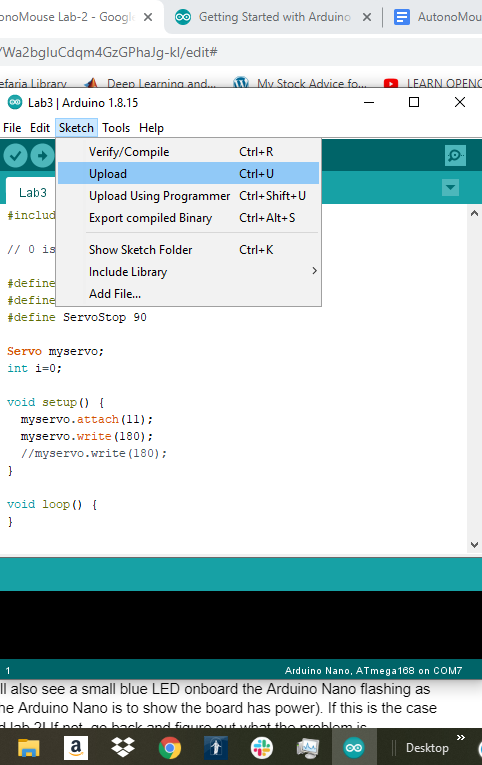 onoMouse Lab-2 - Google
Getting Started with Arduino
AutonoMou
/Wa2bgIuCdqm4GzGPhaJg-kI/edit#
efaria Library
Deep Learning...
My Stock Advice for...
LEARN OPENC
Lab3 | Arduino 1.8.15
File Edit Sketch Tools Help
Verify/Compile Ctrl+R
Upload Ctrl+U
Upload Using Programmer Ctrl+Shift+U
Export compiled Binary Ctrl+Alt+S
Show Sketch Folder Ctrl+K
Include Library
Add File...
Lab3
#includ
// 0 is
#define
#define
#define ServoStop 90
Servo myservo;
int i=0;
void setup() {
myservo.attach(11);
myservo.write(180);
//myservo.write(180);
}
void loop() {
}
1
Arduino Nano, ATmega168 on COM7
ll also see a small blue LED onboard the Arduino Nano flashing as
he Arduino Nano is to show the board has power). If this is the case
d lab 2! If not, go back and figure out what the problem is
a
Desktop